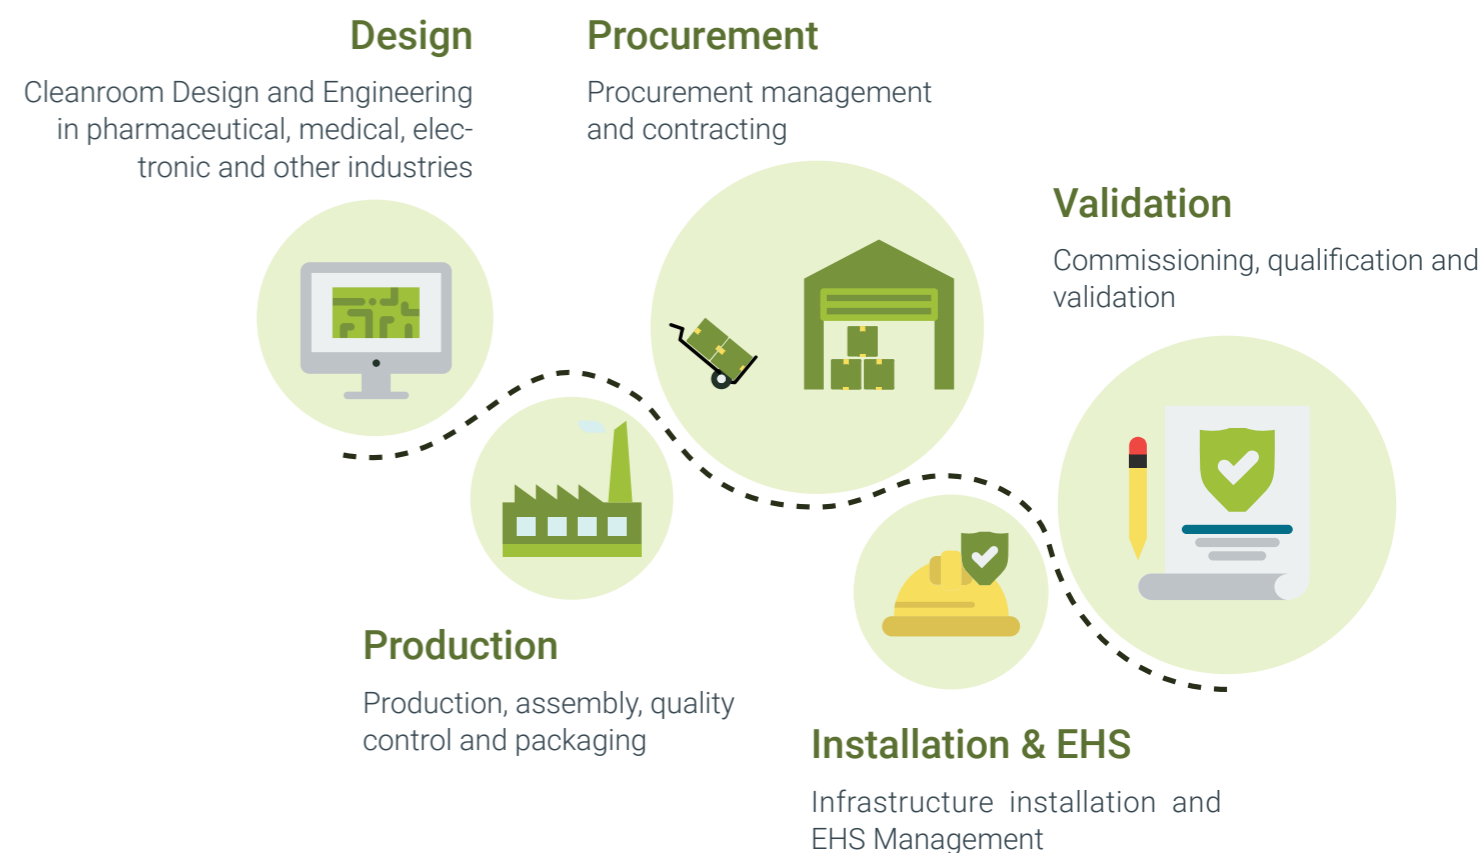 Design
Cleanroom Design and Engineering
in pharmaceutical, medical, elec-
tronic and other industries
Procurement
Procurement management
and contracting
Validation
Commissioning, qualification and
validation
Production
Production, assembly, quality
control and packaging
Installation & EHS
Infrastructure installation and
EHS Management